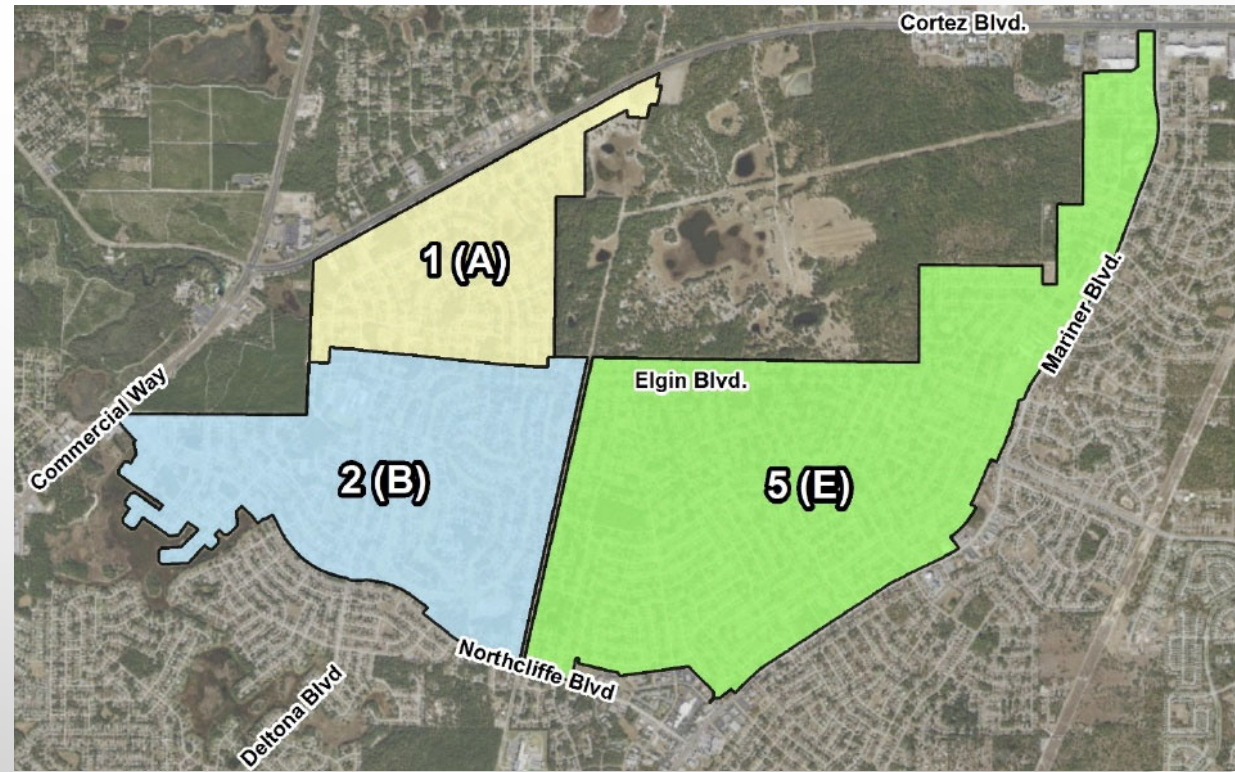 Cortez Blvd.
1 (A)
Mariner Blvd.
Elgin Blvd.
Commercial Way
2 (B)
5 (E)
Northcliffe Blvd
Deltona Blvd